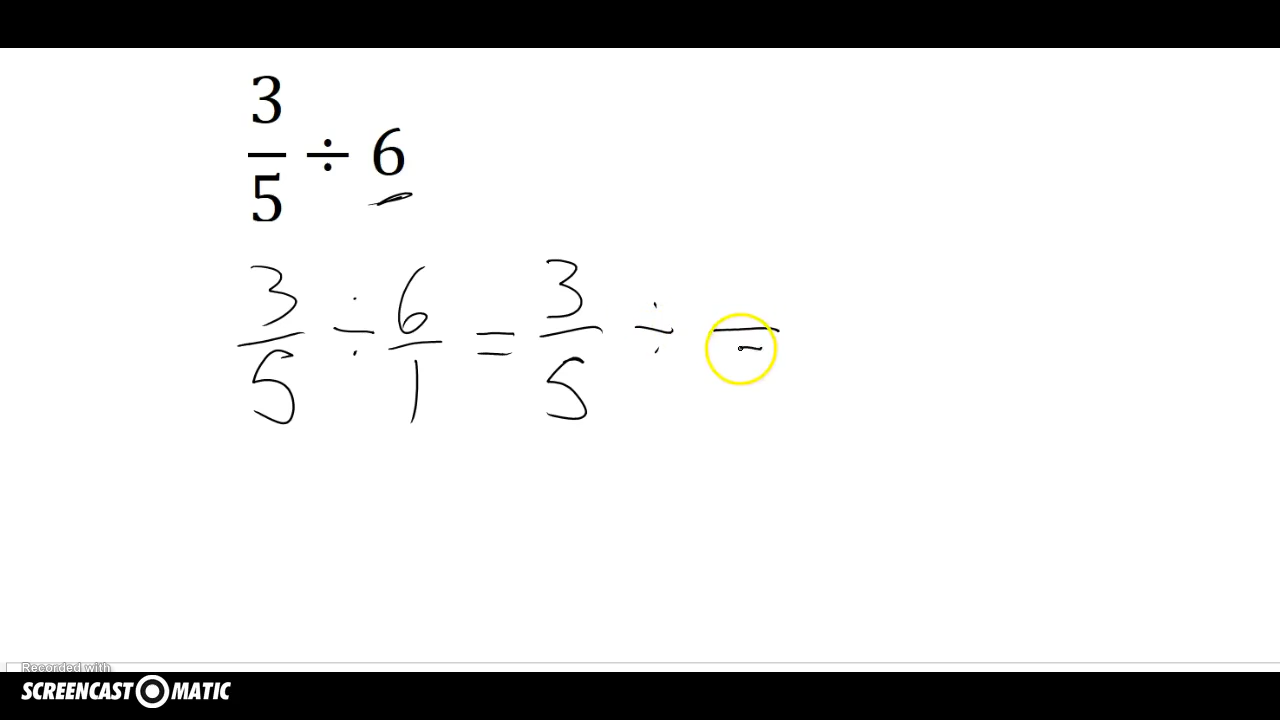 3/5 ÷ 6
3/5 ÷ 6/1 = 3/5 ÷
Recorded with
SCREENCAST-O-MATIC